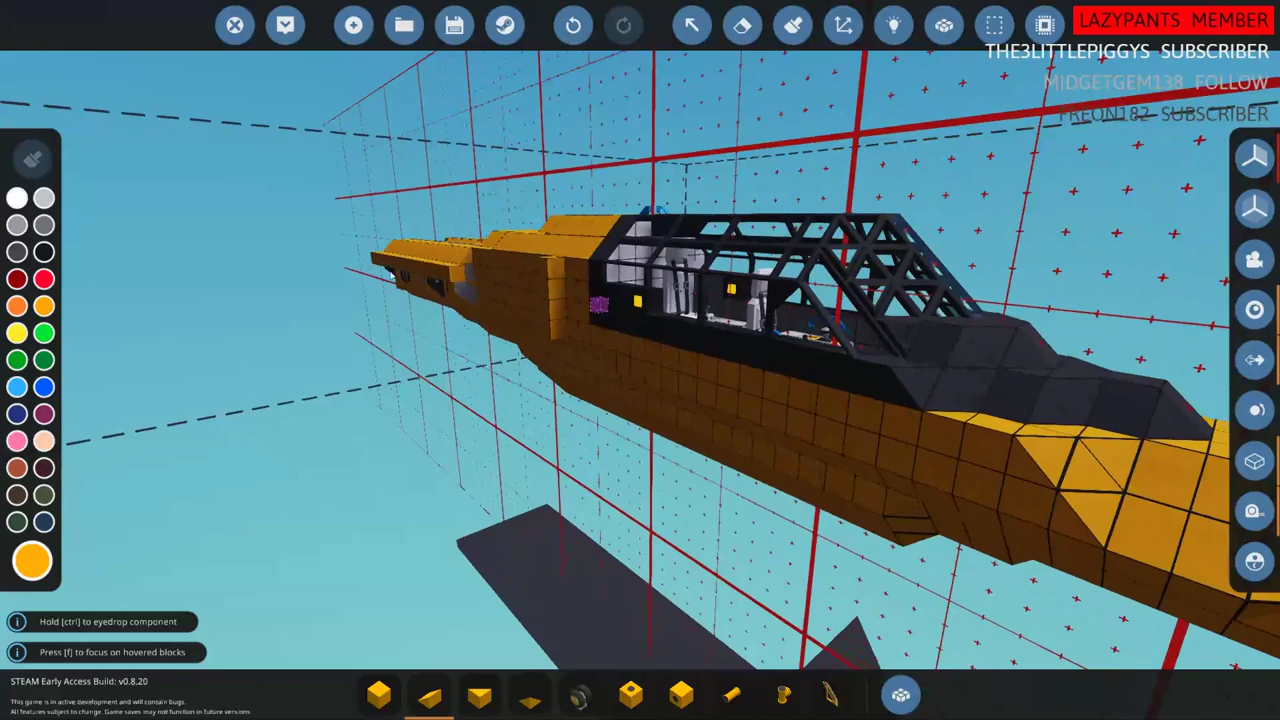 LAZYPANTS MEMBER
THE3LITTLEPIGGYS SUBSCRIBER
MIDGETGEM138 FOLLOW
FREON182 SUBSCRIBER
Hold [ctrl] to eyedrop component
Press [f] to focus on hovered blocks
STEAM Early Access Build: v0.8.20
This game is in active development and will contain bugs.
All features subject to change. Game saves may not function in future versions